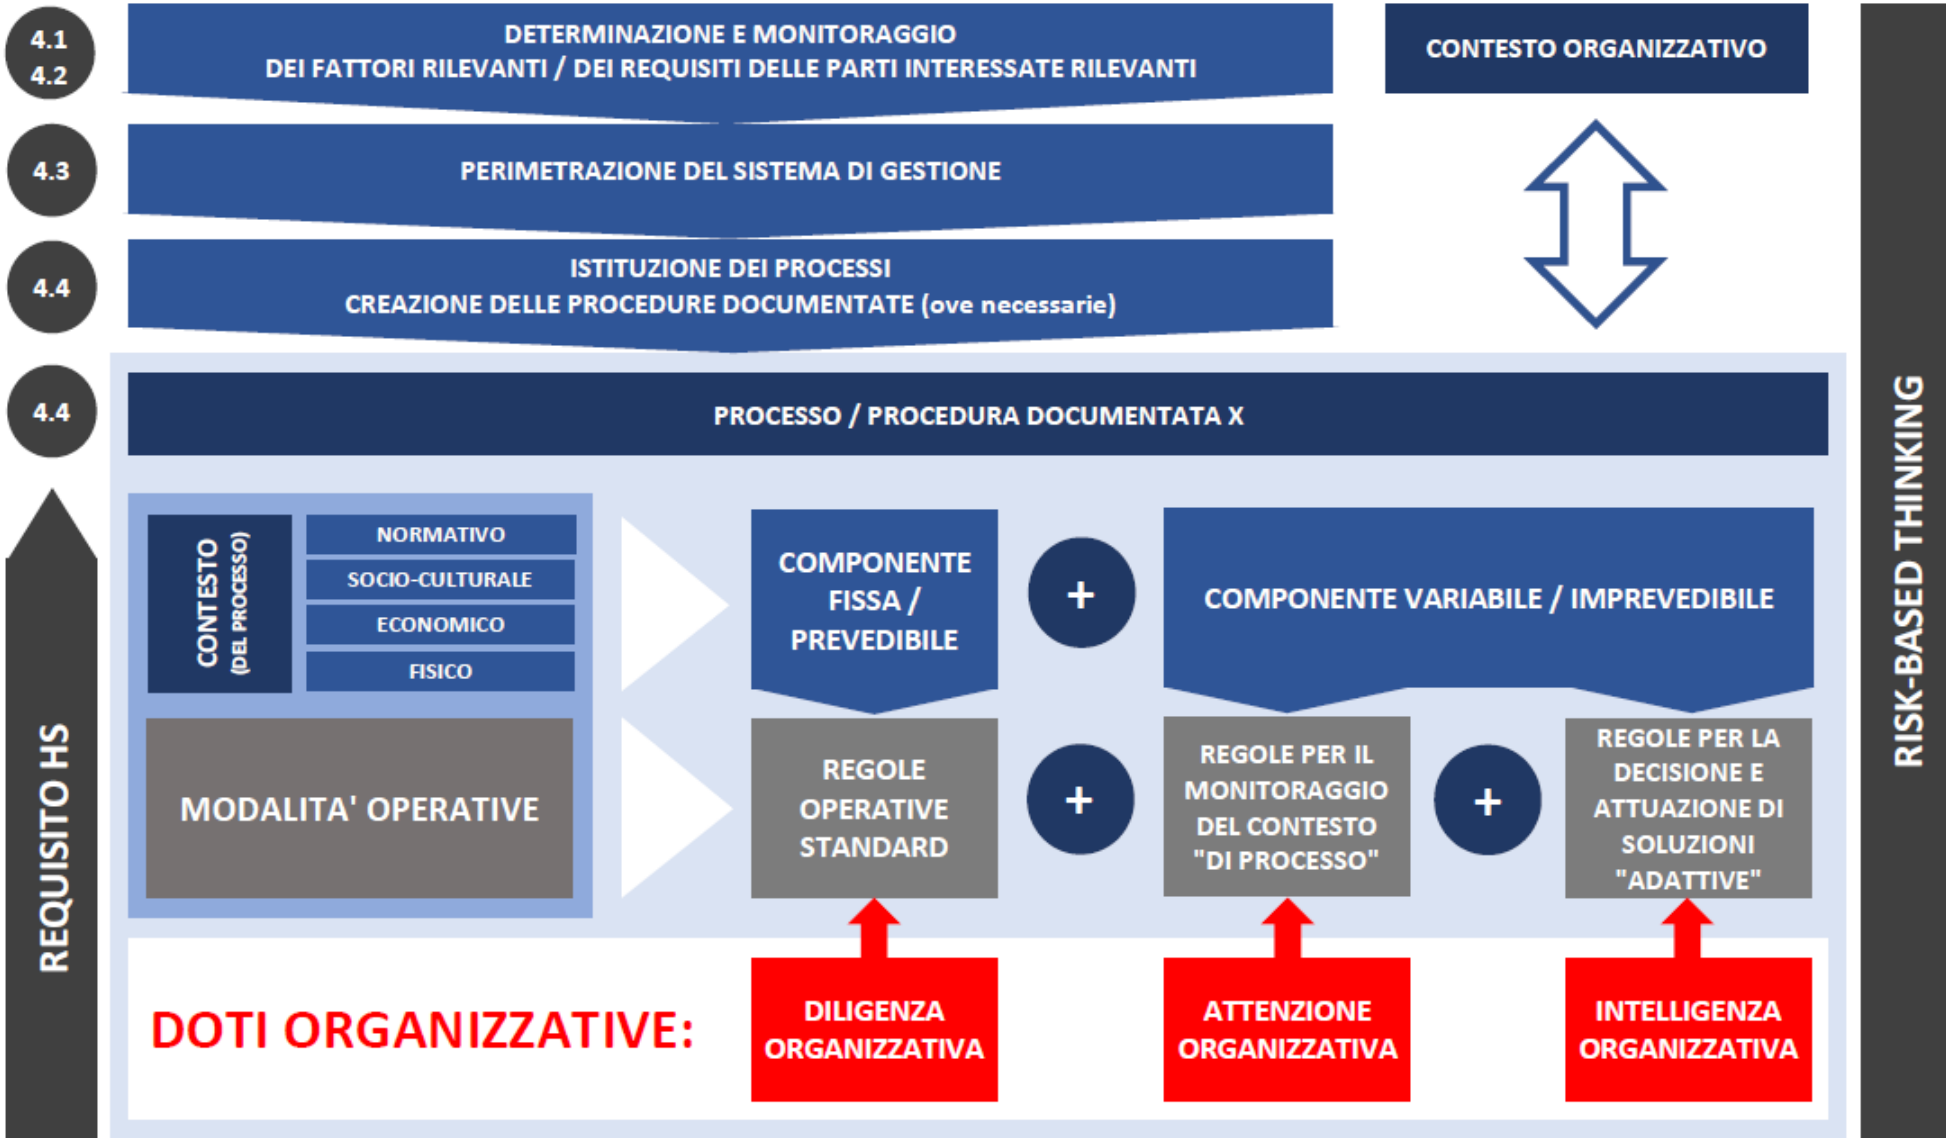 4.1
4.2
DETERMINAZIONE E MONITORAGGIO
DEI FATTORI RILEVANTI / DEI REQUISITI DELLE PARTI INTERESSATE RILEVANTI
CONTESTO ORGANIZZATIVO
4.3
PERIMETRAZIONE DEL SISTEMA DI GESTIONE
4.4
ISTITUZIONE DEI PROCESSI
CREAZIONE DELLE PROCEDURE DOCUMENTATE (ove necessarie)
4.4
PROCESSO / PROCEDURA DOCUMENTATA X
CONTESTO
(DEL PROCESSO)
NORMATIVO
SOCIO-CULTURALE
ECONOMICO
FISICO
COMPONENTE
FISSA /
PREVEDIBILE
+
COMPONENTE VARIABILE / IMPREVEDIBILE
MODALITA' OPERATIVE
REGOLE
OPERATIVE
STANDARD
+
REGOLE PER IL
MONITORAGGIO
DEL CONTESTO
"DI PROCESSO"
+
REGOLE PER LA
DECISIONE E
ATTUAZIONE DI
SOLUZIONI
"ADATTIVE"
DOTI ORGANIZZATIVE:
DILIGENZA
ORGANIZZATIVA
ATTENZIONE
ORGANIZZATIVA
INTELLIGENZA
ORGANIZZATIVA
REQUISITO HS
RISK-BASED THINKING